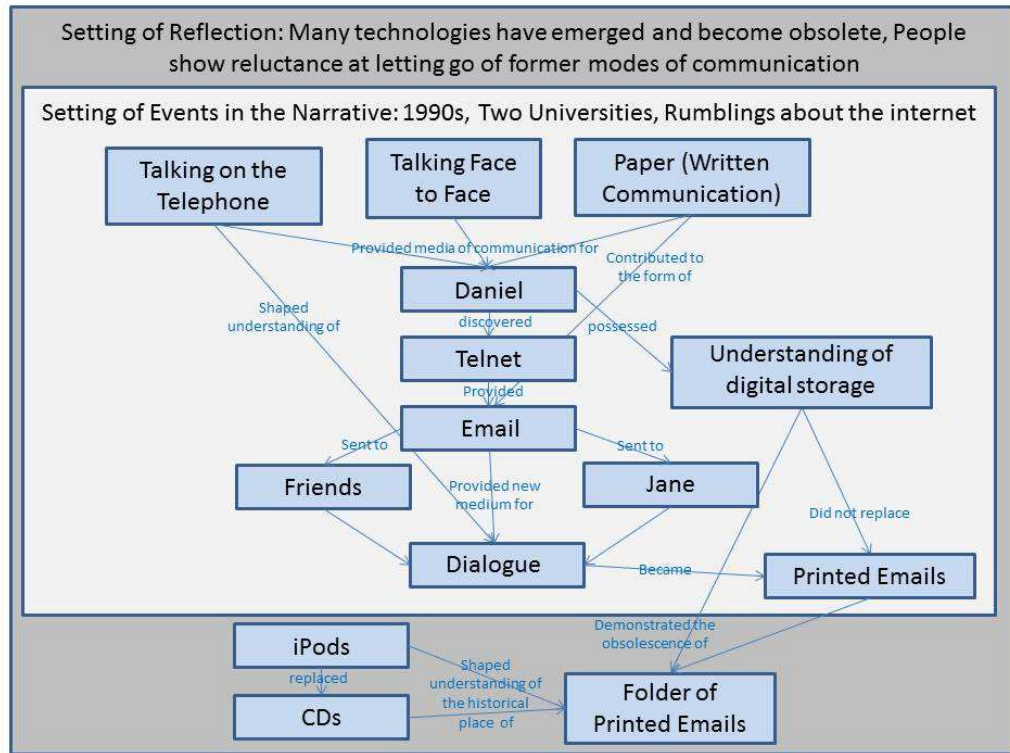 Setting of Reflection: Many technologies have emerged and become obsolete, People
show reluctance at letting go of former modes of communication
Setting of Events in the Narrative: 1990s, Two Universities, Rumblings about the internet
Talking on the
Telephone
Talking Face
to Face
Paper (Written
Communication)
Provided media of communication for
Contributed to
the form of
Daniel
Shaped
understanding of
discovered
possessed
Telnet
Understanding of
digital storage
Provided
Email
Sent to
Sent to
Friends
Provided new
medium for
Jane
Did not replace
Dialogue
Became
Printed Emails
Demonstrated the
obsolescence of
iPods
replaced
Shaped
understanding of
the historical
place of
CDs
Folder of
Printed Emails